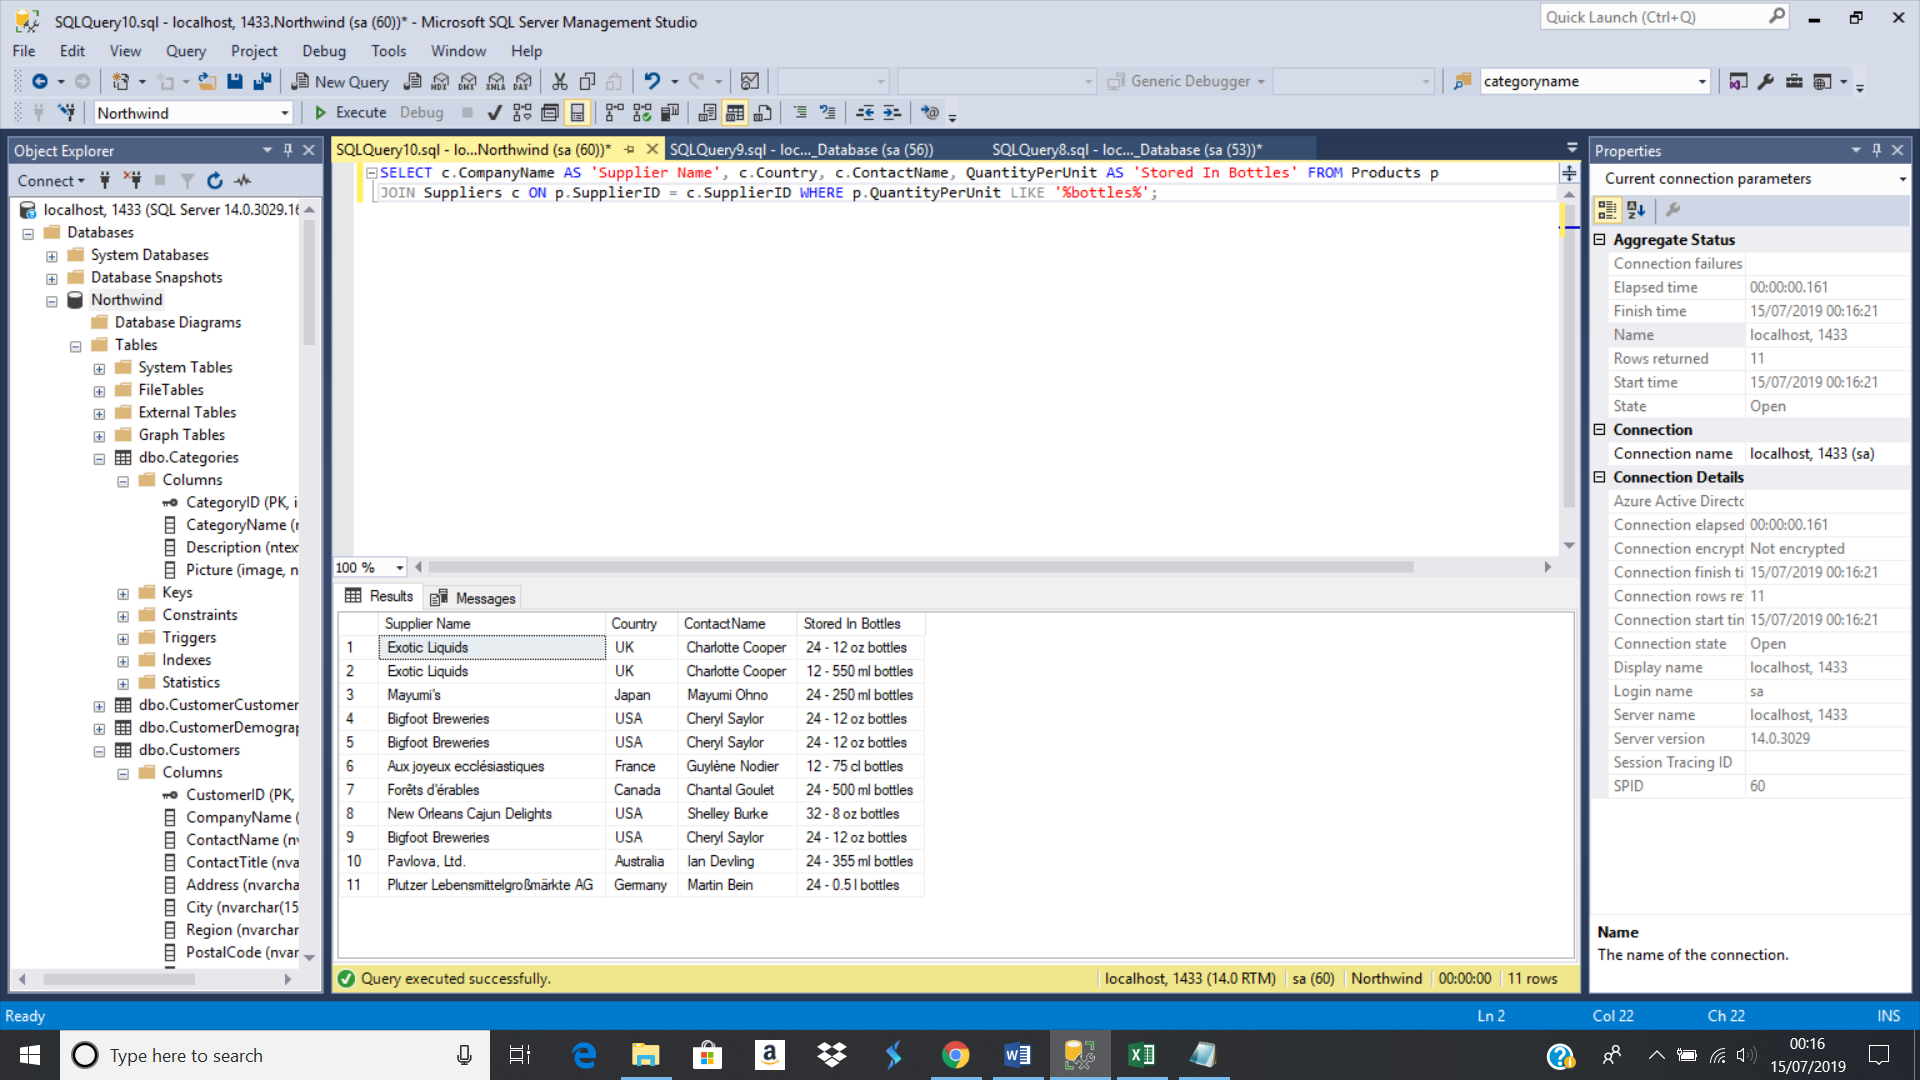 SQLQuery10.sql - localhost, 1433.Northwind (sa (60))* - Microsoft SQL Server Management Studio
Quick Launch (Ctrl+Q)
File Edit View Query Project Debug Tools Window Help
New Query
Generic Debugger
categoryname
Northwind
Execute Debug
Object Explorer
Connect
localhost, 1433 (SQL Server 14.0.3029.16
Databases
System Databases
Database Snapshots
Northwind
Database Diagrams
Tables
System Tables
FileTables
External Tables
Graph Tables
dbo.Categories
Columns
CategoryID (PK, i
CategoryName (r
Description (ntex
Picture (image, n
Keys
Constraints
Triggers
Indexes
Statistics
dbo.CustomerCustomer
dbo.CustomerDemograp
dbo.Customers
Columns
CustomerID (PK,
CompanyName (
ContactName (nv
ContactTitle (nva
Address (nvarcha
City (nvarchar(15
Region (nvarchar
PostalCode (nvar
SQLQuery10.sql - lo...Northwind (sa (60))* SQLQuery9.sql - loc..._Database (sa (56)) SQLQuery8.sql - loc..._Database (sa (53))*
SELECT c.CompanyName AS 'Supplier Name', c.Country, c.ContactName, QuantityPerUnit AS 'Stored In Bottles' FROM Products p
JOIN Suppliers c ON p.SupplierID = c.SupplierID WHERE p.QuantityPerUnit LIKE '%bottles%';
100 %
Results Messages
Supplier Name Country ContactName Stored In Bottles
1 Exotic Liquids UK Charlotte Cooper 24 - 12 oz bottles
2 Exotic Liquids UK Charlotte Cooper 12 - 550 ml bottles
3 Mayumi's Japan Mayumi Ohno 24 - 250 ml bottles
4 Bigfoot Breweries USA Cheryl Saylor 24 - 12 oz bottles
5 Bigfoot Breweries USA Cheryl Saylor 24 - 12 oz bottles
6 Aux joyeux ecclésiastiques France Guylène Nodier 12 - 75 cl bottles
7 Forêts d'érables Canada Chantal Goulet 24 - 500 ml bottles
8 New Orleans Cajun Delights USA Shelley Burke 32 - 8 oz bottles
9 Bigfoot Breweries USA Cheryl Saylor 24 - 12 oz bottles
10 Pavlova, Ltd. Australia Ian Devling 24 - 355 ml bottles
11 Plutzer Lebensmittelgroßmärkte AG Germany Martin Bein 24 - 0.5 l bottles
Query executed successfully. localhost, 1433 (14.0 RTM) sa (60) Northwind 00:00:00 11 rows
Properties
Current connection parameters
Aggregate Status
Connection failures
Elapsed time 00:00:00.161
Finish time 15/07/2019 00:16:21
Name localhost, 1433
Rows returned 11
Start time 15/07/2019 00:16:21
State Open
Connection
Connection name localhost, 1433 (sa)
Connection Details
Azure Active Directo
Connection elapsed 00:00:00.161
Connection encrypt Not encrypted
Connection finish ti 15/07/2019 00:16:21
Connection rows re 11
Connection start tin 15/07/2019 00:16:21
Connection state Open
Display name localhost, 1433
Login name sa
Server name localhost, 1433
Server version 14.0.3029
Session Tracing ID
SPID 60
Name
The name of the connection.
Ready Ln 2 Col 22 Ch 22 INS
Type here to search
00:16
15/07/2019